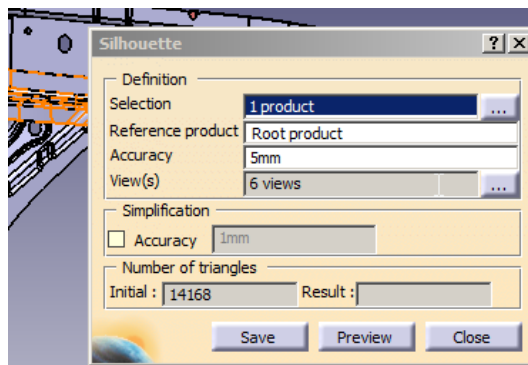 Silhouette
Definition
Selection 1 product ...
Reference product Root product
Accuracy 5mm
View(s) 6 views ...
Simplification
Accuracy 1mm
Number of triangles
Initial : 14168 Result :
Save Preview Close